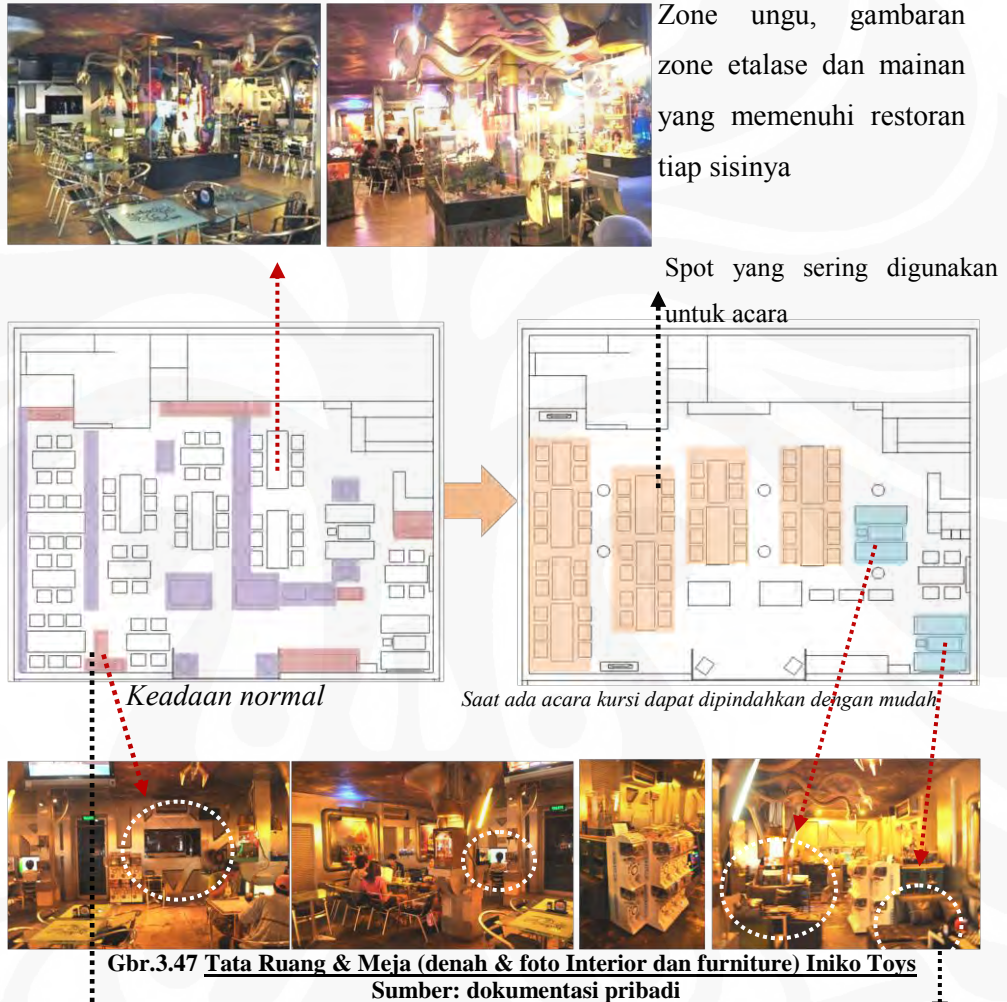 Zone ungu, gambaran
zone etalase dan mainan
yang memenuhi restoran
tiap sisinya
Spot yang sering digunakan
untuk acara
Keadaan normal
Saat ada acara kursi dapat dipindahkan dengan mudah
Gbr.3.47 Tata Ruang & Meja (denah & foto Interior dan furniture) Iniko Toys
Sumber: dokumentasi pribadi